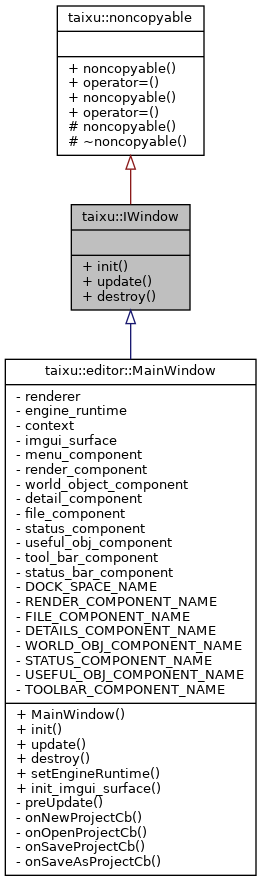 taixu::noncopyable
+ noncopyable()
+ operator=()
+ noncopyable()
+ operator=()
# noncopyable()
# ~noncopyable()
taixu::IWindow
+ init()
+ update()
+ destroy()
taixu::editor::MainWindow
- renderer
- engine_runtime
- context
- imgui_surface
- menu_component
- render_component
- world_object_component
- detail_component
- file_component
- status_component
- useful_obj_component
- tool_bar_component
- status_bar_component
- DOCK_SPACE_NAME
- RENDER_COMPONENT_NAME
- FILE_COMPONENT_NAME
- DETAILS_COMPONENT_NAME
- WORLD_OBJ_COMPONENT_NAME
- STATUS_COMPONENT_NAME
- USEFUL_OBJ_COMPONENT_NAME
- TOOLBAR_COMPONENT_NAME
+ MainWindow()
+ init()
+ update()
+ destroy()
+ setEngineRuntime()
+ init_imgui_surface()
- preUpdate()
- onNewProjectCb()
- onOpenProjectCb()
- onSaveProjectCb()
- onSaveAsProjectCb()